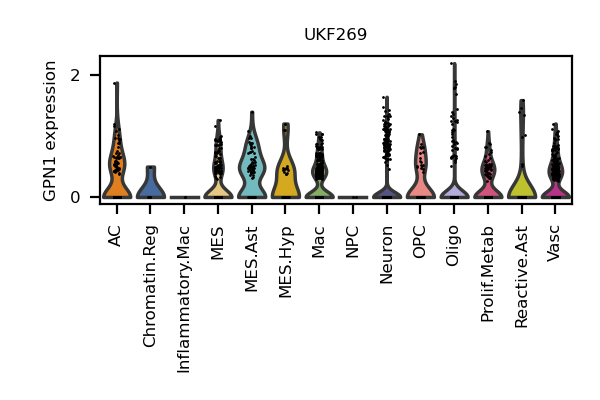 UKF269
GPN1 expression
2
0
AC
Chromatin.Reg
Inflammatory.Mac
MES
MES.Ast
MES.Hyp
Mac
NPC
Neuron
OPC
Oligo
Prolif.Metab
Reactive.Ast
Vasc